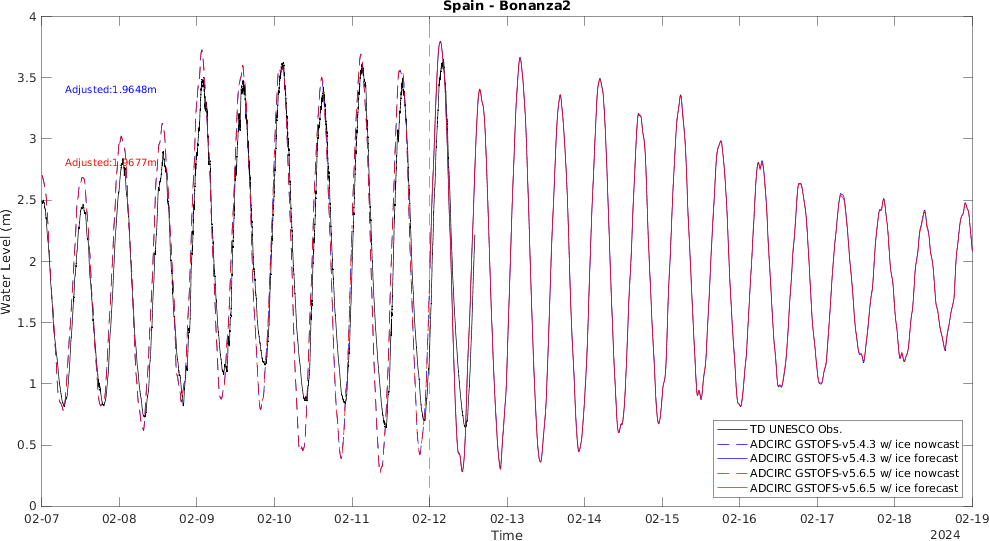 Spain - Bonanza2
4
3.5
3
2.5
2
1.5
1
0.5
0
Water Level (m)
Adjusted:1.9648m
Adjusted:1.9677m
TD UNESCO Obs.
ADCIRC GSTOFS-v5.4.3 w/ ice nowcast
ADCIRC GSTOFS-v5.4.3 w/ ice forecast
ADCIRC GSTOFS-v5.6.5 w/ ice nowcast
ADCIRC GSTOFS-v5.6.5 w/ ice forecast
02-07 02-08 02-09 02-10 02-11 02-12 02-13 02-14 02-15 02-16 02-17 02-18 02-19
Time
2024